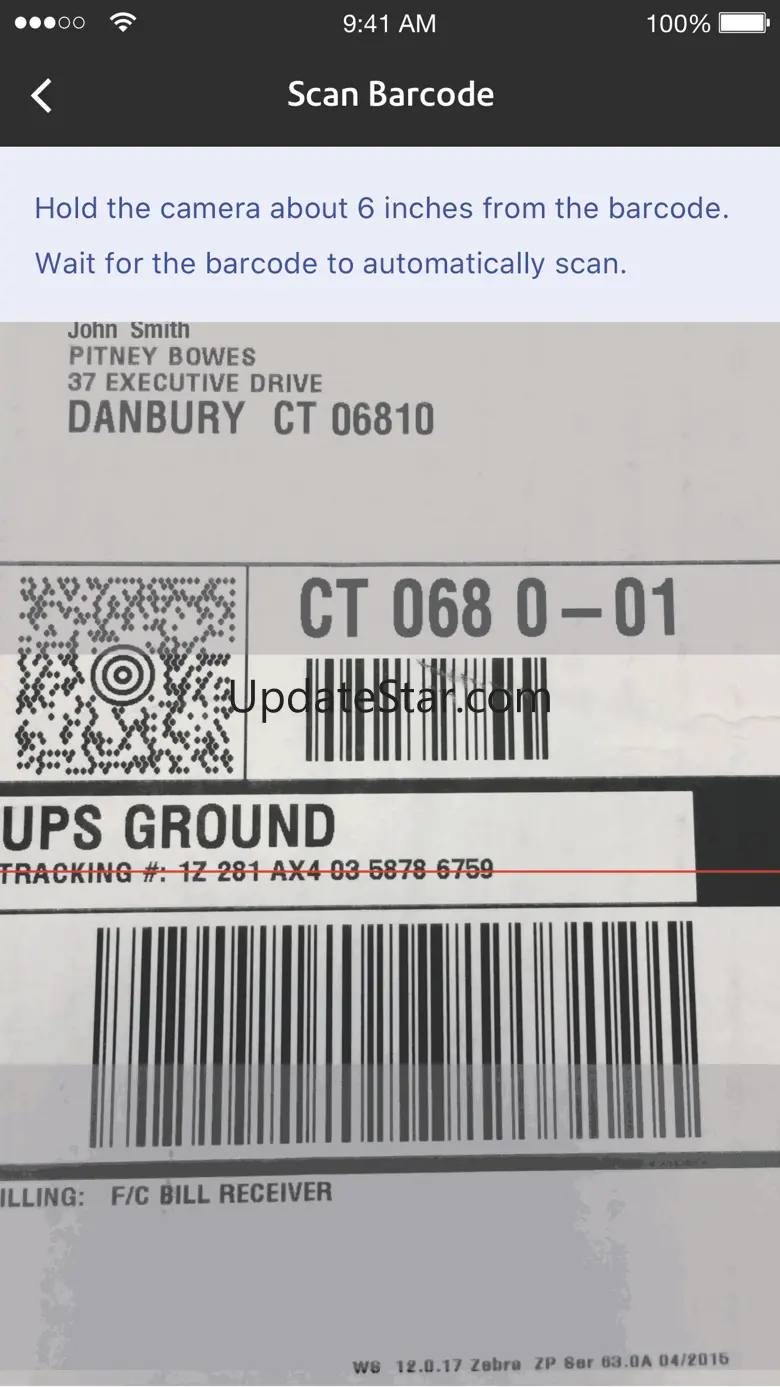 9:41 AM
100%
Scan Barcode
Hold the camera about 6 inches from the barcode.
Wait for the barcode to automatically scan.
John Smith
PITNEY BOWES
37 EXECUTIVE DRIVE
DANBURY CT 06810
CT 068 0-01
UpdateStar.com
UPS GROUND
TRACKING #: 1Z 281 AX4 03 5878 6759
ILLING: F/C BILL RECEIVER
WS 12.0.17 Zebra ZP Ser 63.0A 04/2015